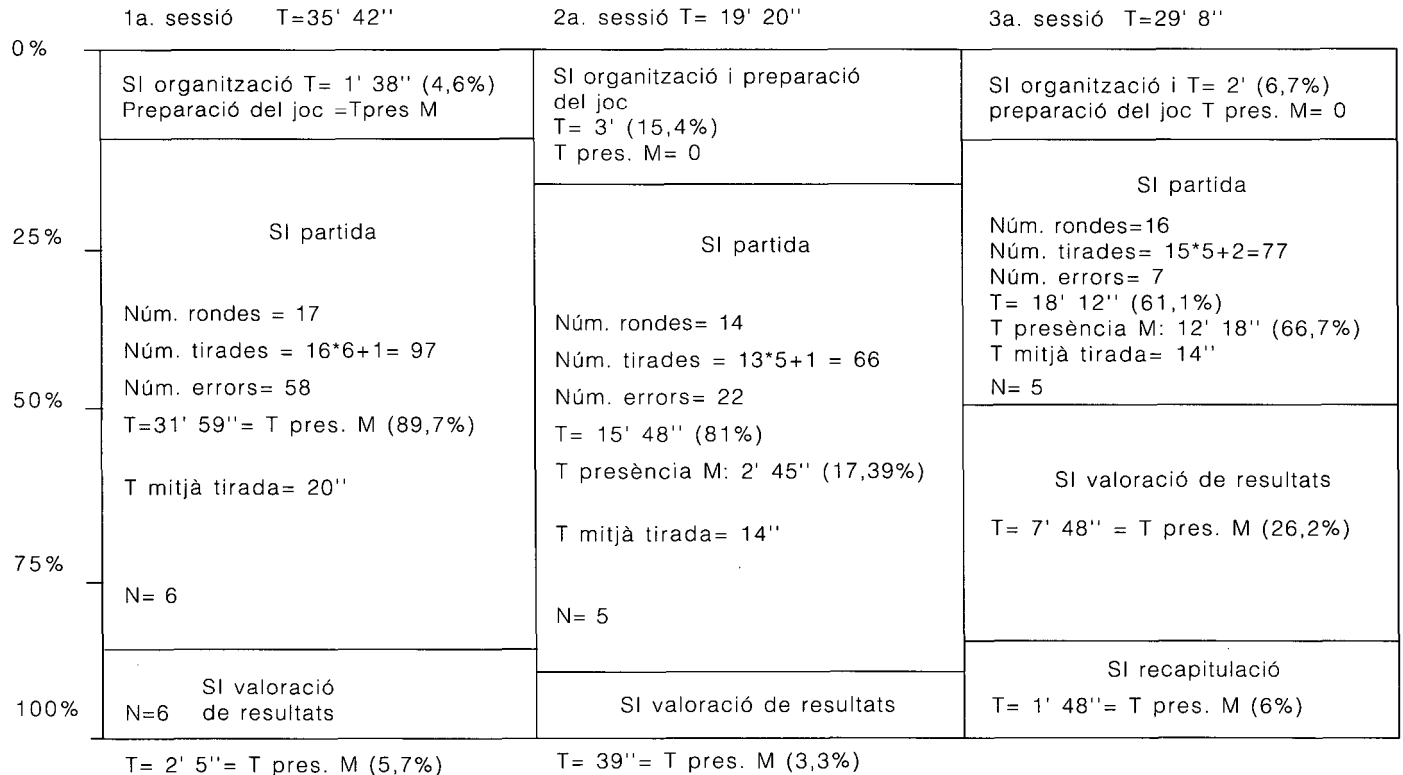 1a. sessió T=35' 42''
2a. sessió T= 19' 20''
3a. sessió T=29' 8''
0%
25%
50%
75%
100%
SI organització T= 1' 38'' (4,6%)
Preparació del joc =Tpres M
SI partida
Núm. rondes = 17
Núm. tirades = 16*6+1= 97
Núm. errors= 58
T=31' 59''= T pres. M (89,7%)
T mitjà tirada= 20''
N= 6
SI valoració
N=6 de resultats
T= 2' 5''= T pres. M (5,7%)
SI organització i preparació
del joc
T= 3' (15,4%)
T pres. M= 0
SI partida
Núm. rondes= 14
Núm. tirades = 13*5+1 = 66
Núm. errors= 22
T= 15' 48'' (81%)
T presència M: 2' 45'' (17,39%)
T mitjà tirada= 14''
N= 5
SI valoració de resultats
T= 39''= T pres. M (3,3%)
SI organització i T= 2' (6,7%)
preparació del joc T pres. M= 0
SI partida
Núm. rondes=16
Núm. tirades= 15*5+2=77
Núm. errors= 7
T= 18' 12'' (61,1%)
T presència M: 12' 18'' (66,7%)
T mitjà tirada= 14''
N= 5
SI valoració de resultats
T= 7' 48'' = T pres. M (26,2%)
SI recapitulació
T= 1' 48''= T pres. M (6%)